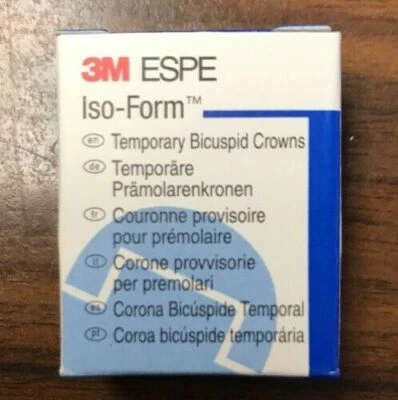 3M ESPE
Iso-Form™
en Temporary Bicuspid Crowns
de Temporäre
Prämolarenkronen
fr Couronne provisoire
pour prémolaire
it Corone provvisorie
per premolari
es Corona Bicúspide Temporal
pt Coroa bicúspide temporária